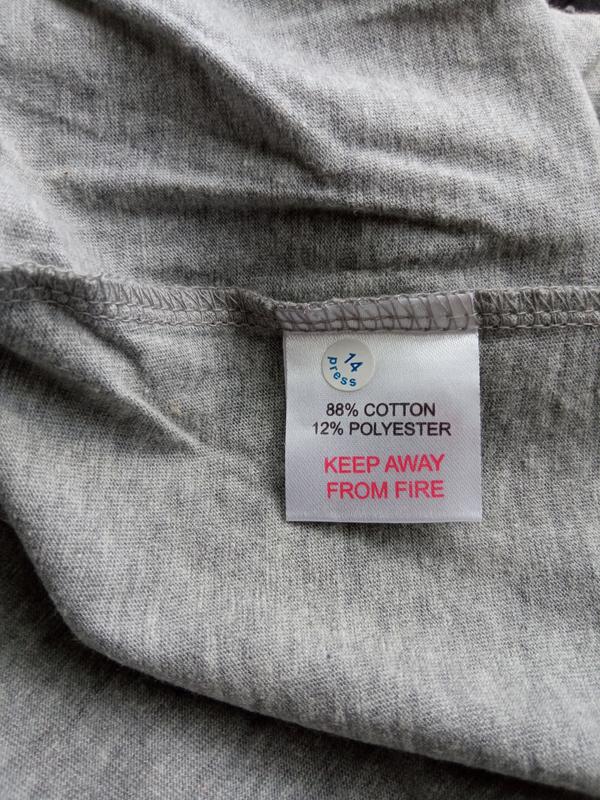 14
press
88% COTTON
12% POLYESTER
KEEP AWAY
FROM FIRE